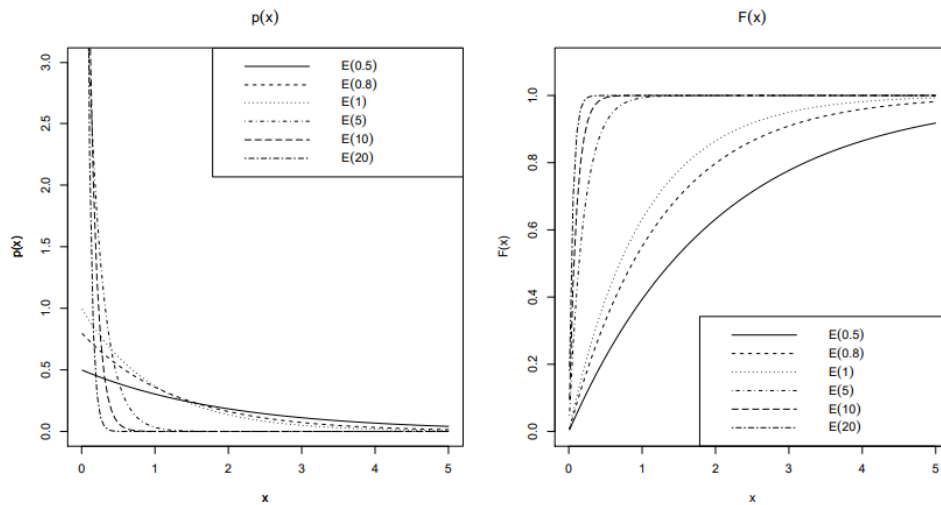 p(x)
p(x)
3.0
2.5
2.0
1.5
1.0
0.5
0.0
E(0.5)
E(0.8)
E(1)
E(5)
E(10)
E(20)
0 1 2 3 4 5
x
F(x)
F(x)
1.0
0.8
0.6
0.4
0.2
0.0
E(0.5)
E(0.8)
E(1)
E(5)
E(10)
E(20)
0 1 2 3 4 5
x